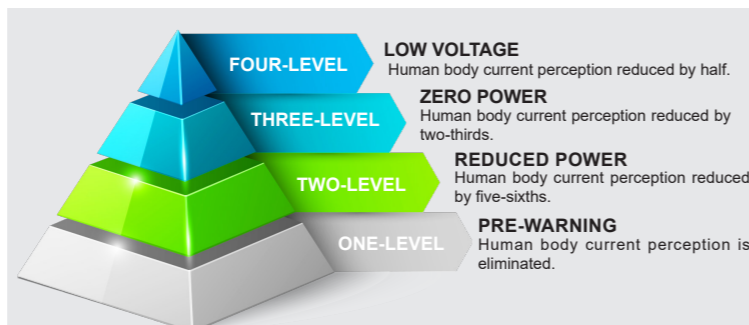 FOUR-LEVEL
LOW VOLTAGE
Human body current perception reduced by half.
THREE-LEVEL
ZERO POWER
Human body current perception reduced by
two-thirds.
TWO-LEVEL
REDUCED POWER
Human body current perception reduced
by five-sixths.
ONE-LEVEL
PRE-WARNING
Human body current perception is
eliminated.